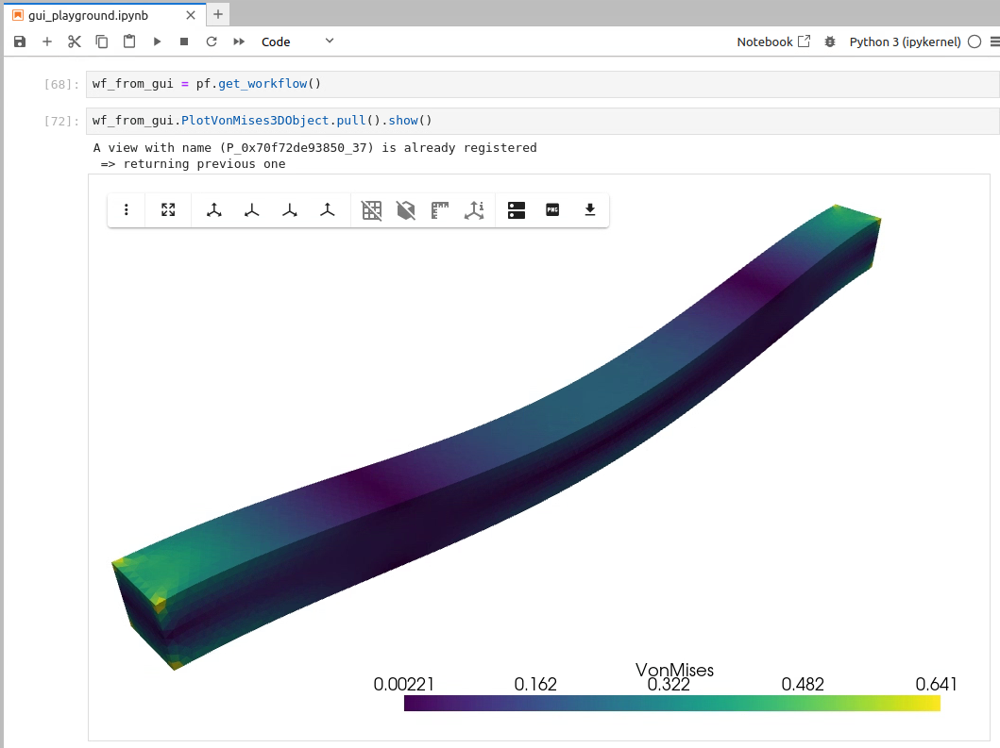 gui_playground.ipynb
Code
Notebook
Python 3 (ipykernel)
[68]:
wf_from_gui = pf.get_workflow()
[72]:
wf_from_gui.PlotVonMises3DObject.pull().show()
A view with name (P_0x70f72de93850_37) is already registered
=> returning previous one
PNG
VonMises
0.00221 0.162 0.322 0.482 0.641